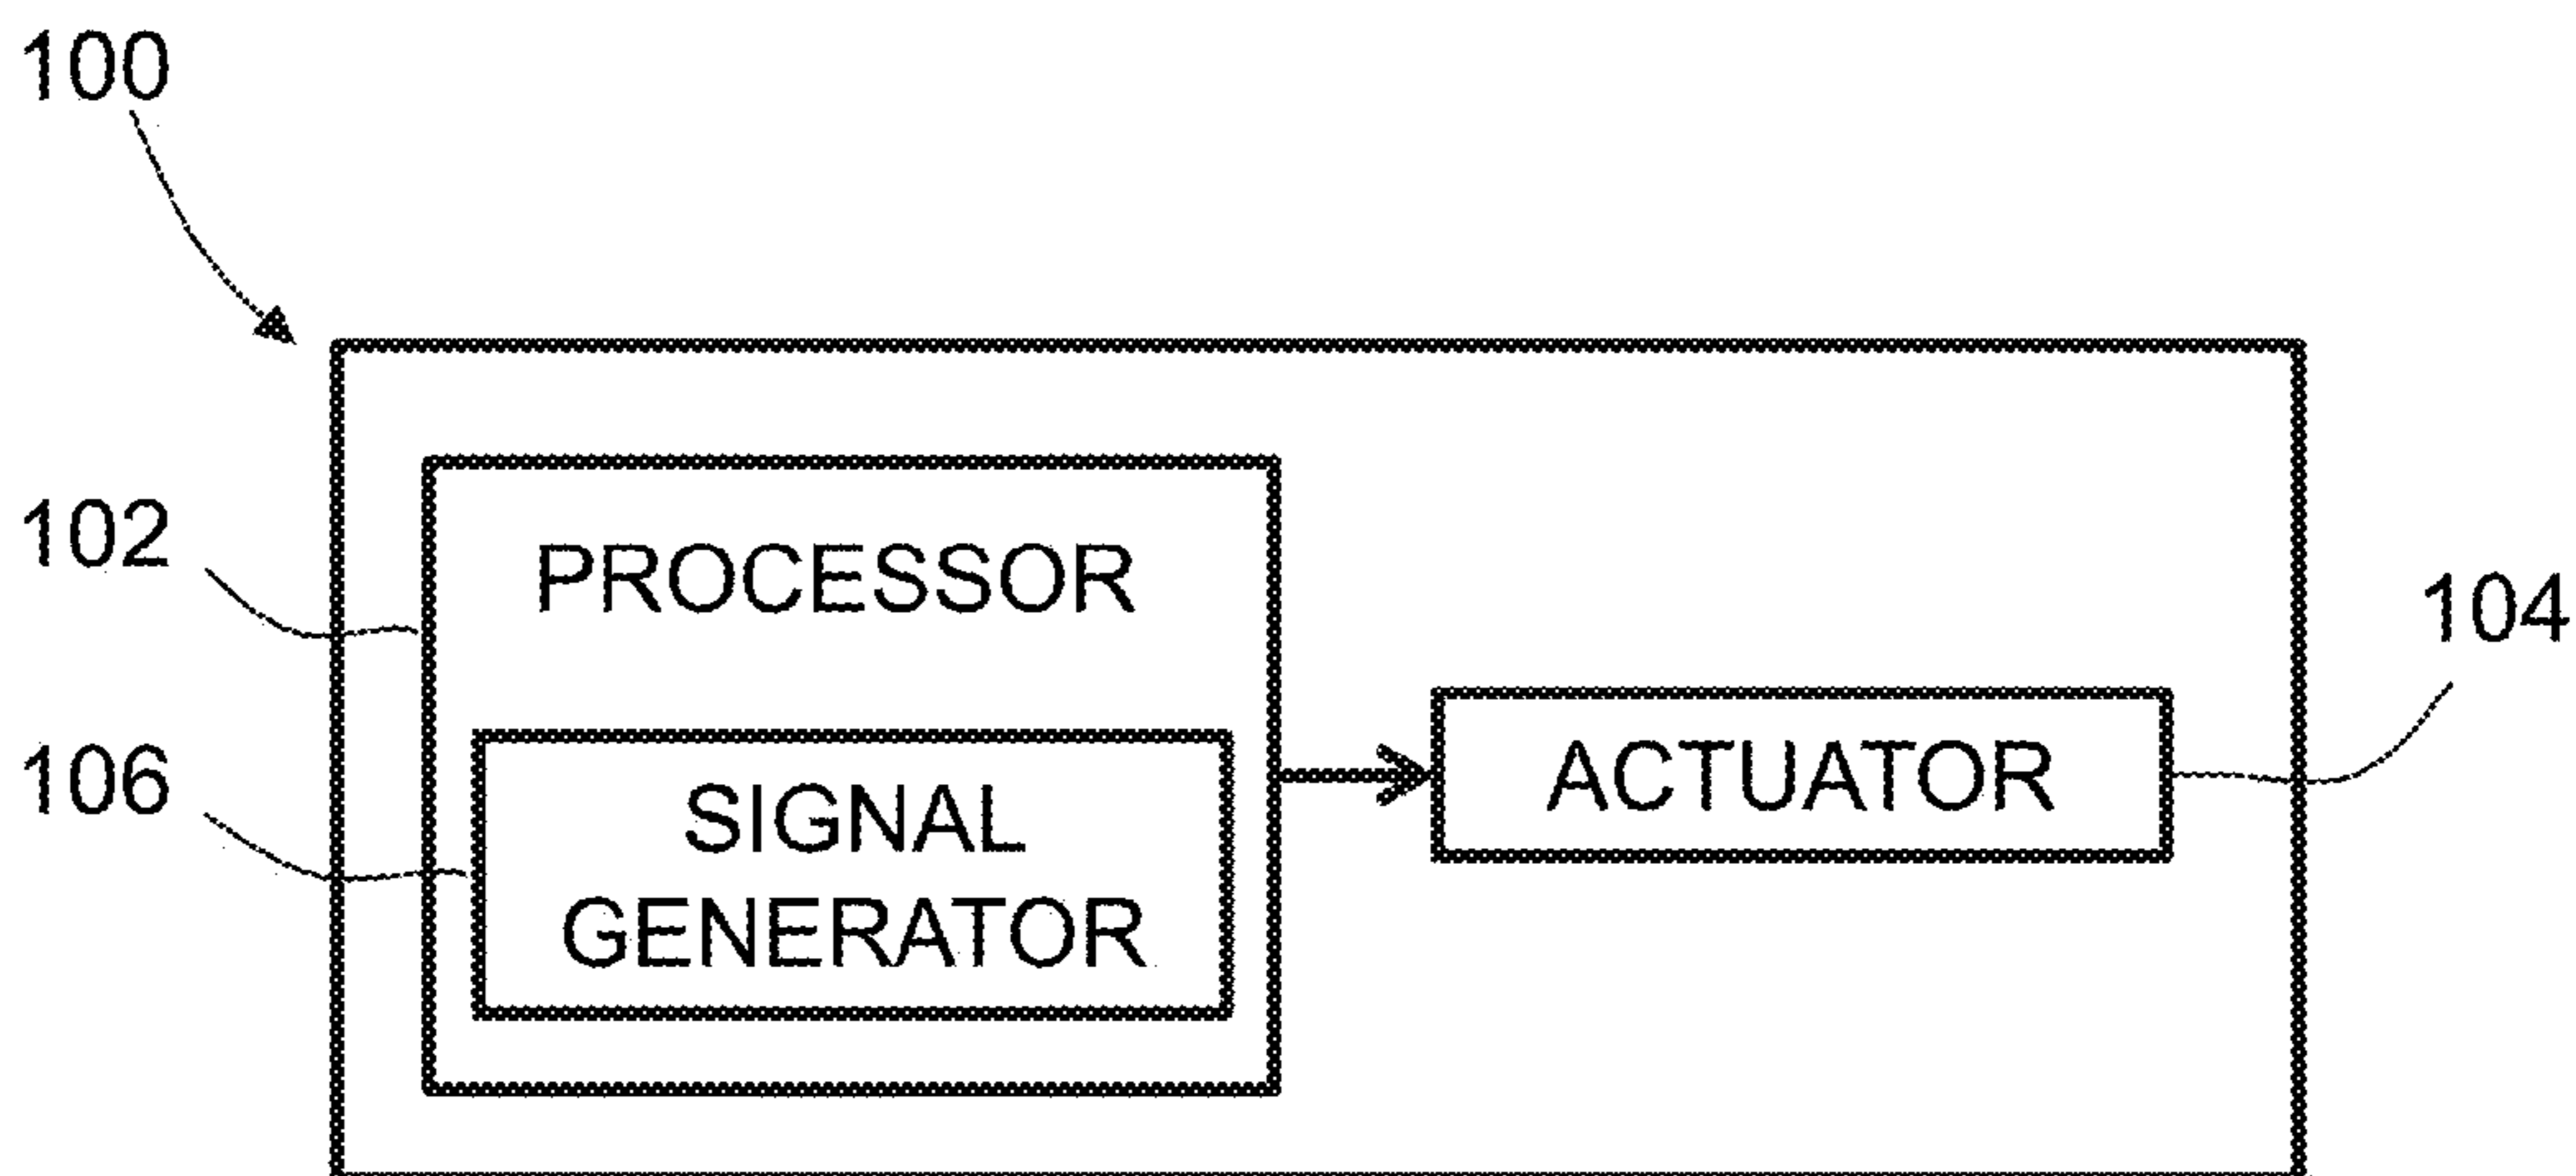 100
102
PROCESSOR
104
106
SIGNAL
GENERATOR
ACTUATOR